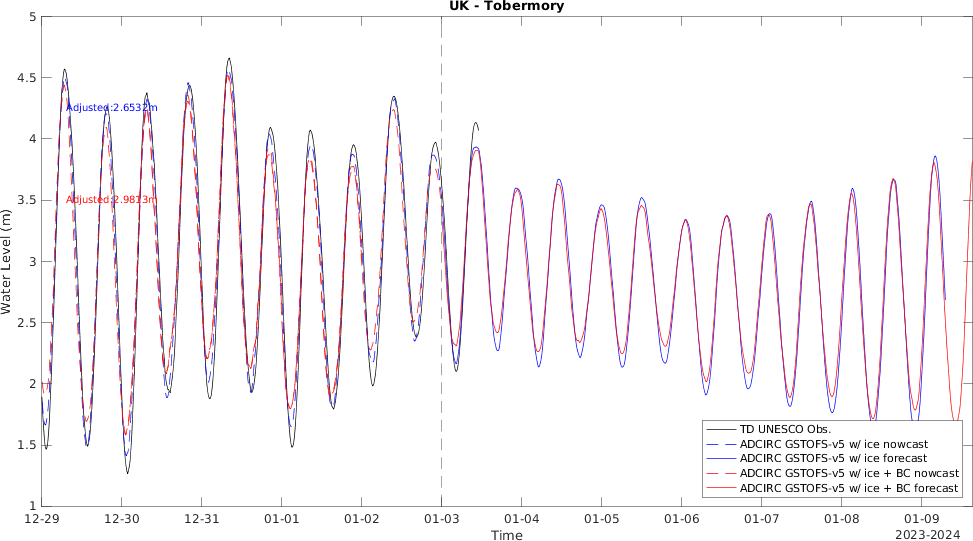 UK - Tobermory
Water Level (m)
5
4.5
4
3.5
3
2.5
2
1.5
1
Adjusted:2.6532m
Adjusted:2.9813m
TD UNESCO Obs.
ADCIRC GSTOFS-v5 w/ ice nowcast
ADCIRC GSTOFS-v5 w/ ice forecast
ADCIRC GSTOFS-v5 w/ ice + BC nowcast
ADCIRC GSTOFS-v5 w/ ice + BC forecast
12-29 12-30 12-31 01-01 01-02 01-03 01-04 01-05 01-06 01-07 01-08 01-09
Time
2023-2024